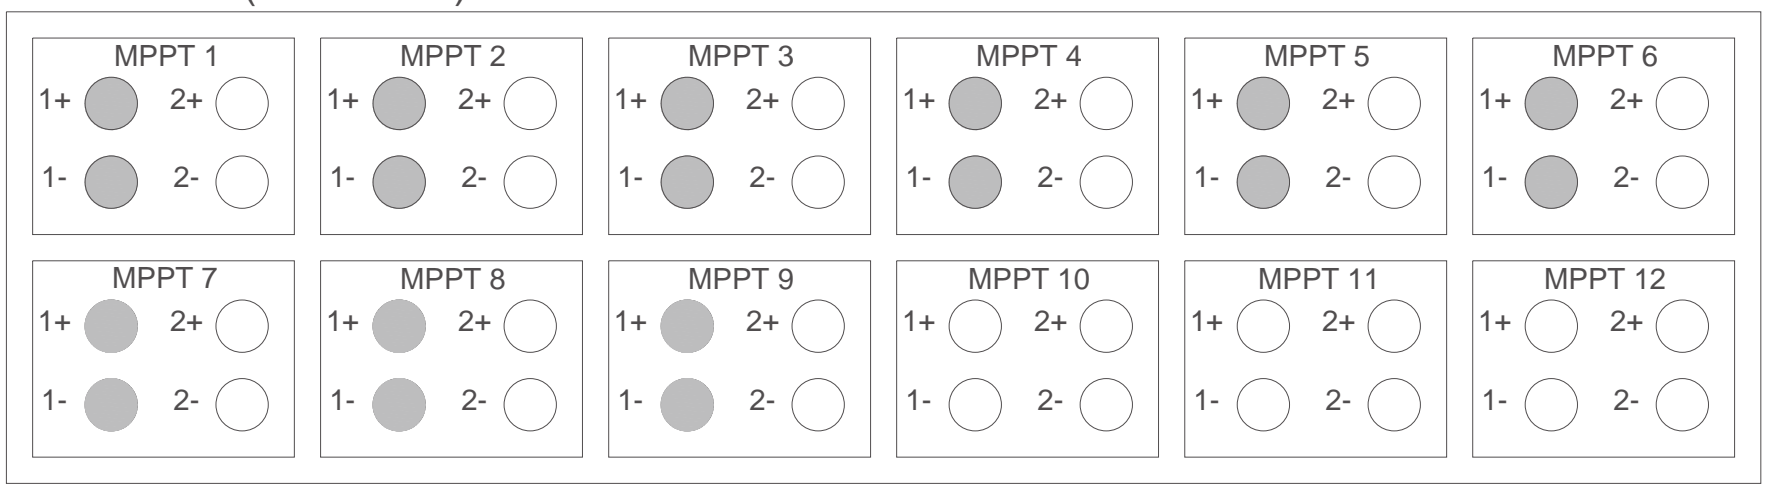 MPPT 1 MPPT 2 MPPT 3 MPPT 4 MPPT 5 MPPT 6
1+ 2+ 1+ 2+ 1+ 2+ 1+ 2+ 1+ 2+ 1+ 2+
1- 2- 1- 2- 1- 2- 1- 2- 1- 2- 1- 2-
MPPT 7 MPPT 8 MPPT 9 MPPT 10 MPPT 11 MPPT 12
1+ 2+ 1+ 2+ 1+ 2+ 1+ 2+ 1+ 2+ 1+ 2+
1- 2- 1- 2- 1- 2- 1- 2- 1- 2- 1- 2-